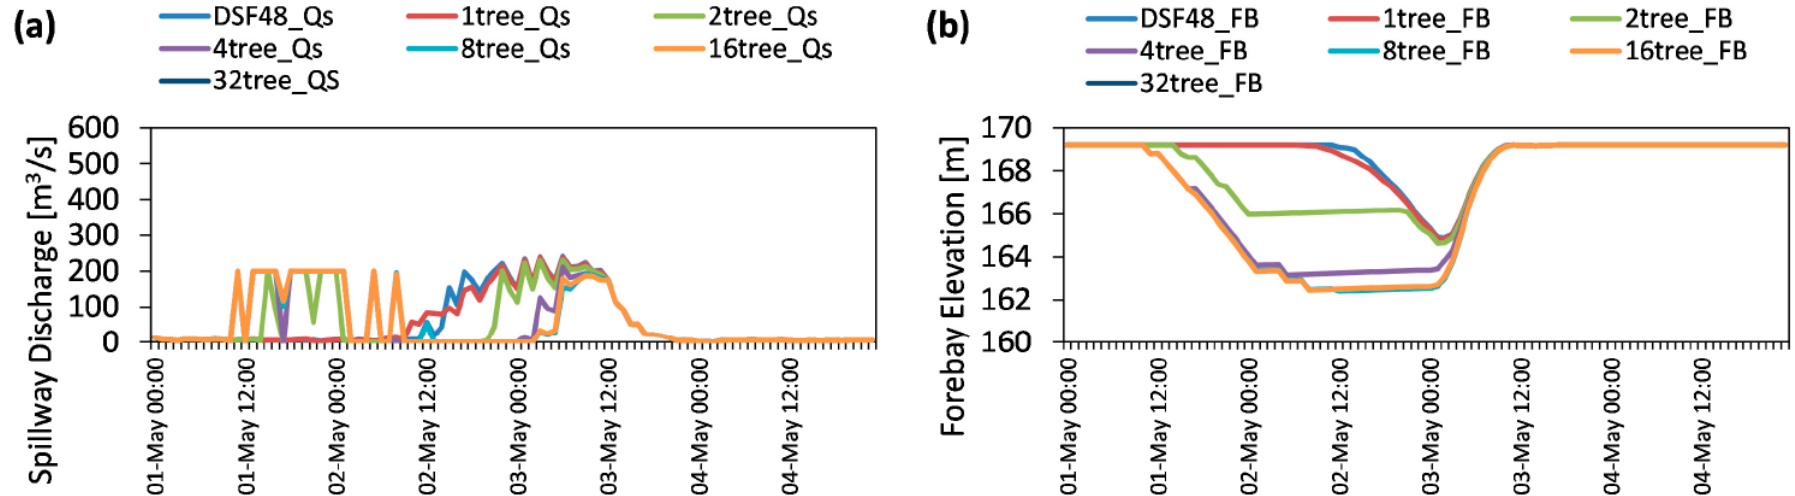 (a)
DSF48_Qs 1tree_Qs 2tree_Qs
4tree_Qs 8tree_Qs 16tree_Qs
32tree_QS
Spillway Discharge [m³/s]
600
500
400
300
200
100
0
01-May 00:00
01-May 12:00
02-May 00:00
02-May 12:00
03-May 00:00
03-May 12:00
04-May 00:00
04-May 12:00
(b)
DSF48_FB 1tree_FB 2tree_FB
4tree_FB 8tree_FB 16tree_FB
32tree_FB
Forebay Elevation [m]
170
168
166
164
162
160
01-May 00:00
01-May 12:00
02-May 00:00
02-May 12:00
03-May 00:00
03-May 12:00
04-May 00:00
04-May 12:00